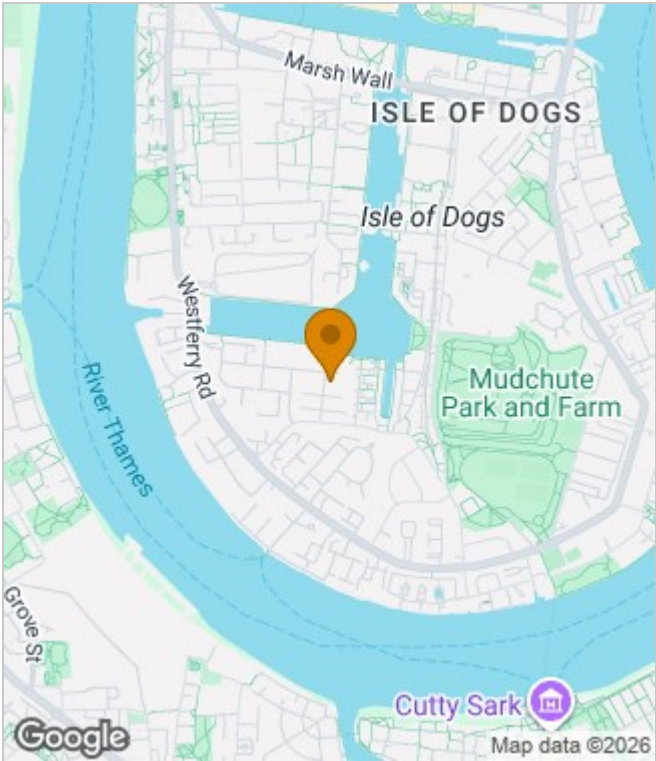 Marsh Wall
ISLE OF DOGS
Isle of Dogs
Westferry Rd
Mudchute
Park and Farm
River Thames
Grove St
Cutty Sark
Google
Map data ©2026